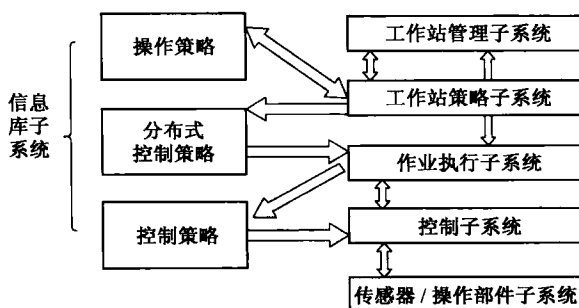 信息
库子
系统
操作策略
分布式
控制策略
控制策略
工作站管理子系统
工作站策略子系统
作业执行子系统
控制子系统
传感器/操作部件子系统